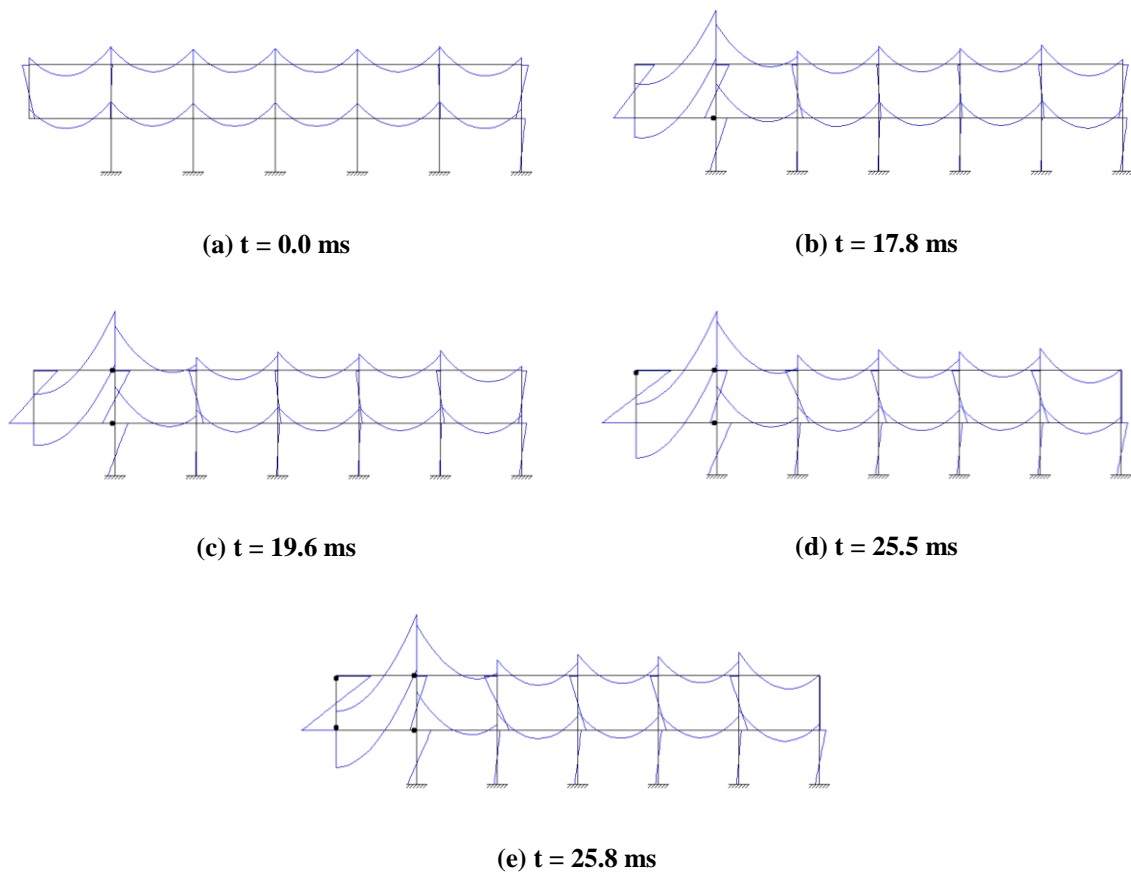 (a) t = 0.0 ms
(b) t = 17.8 ms
(c) t = 19.6 ms
(d) t = 25.5 ms
(e) t = 25.8 ms